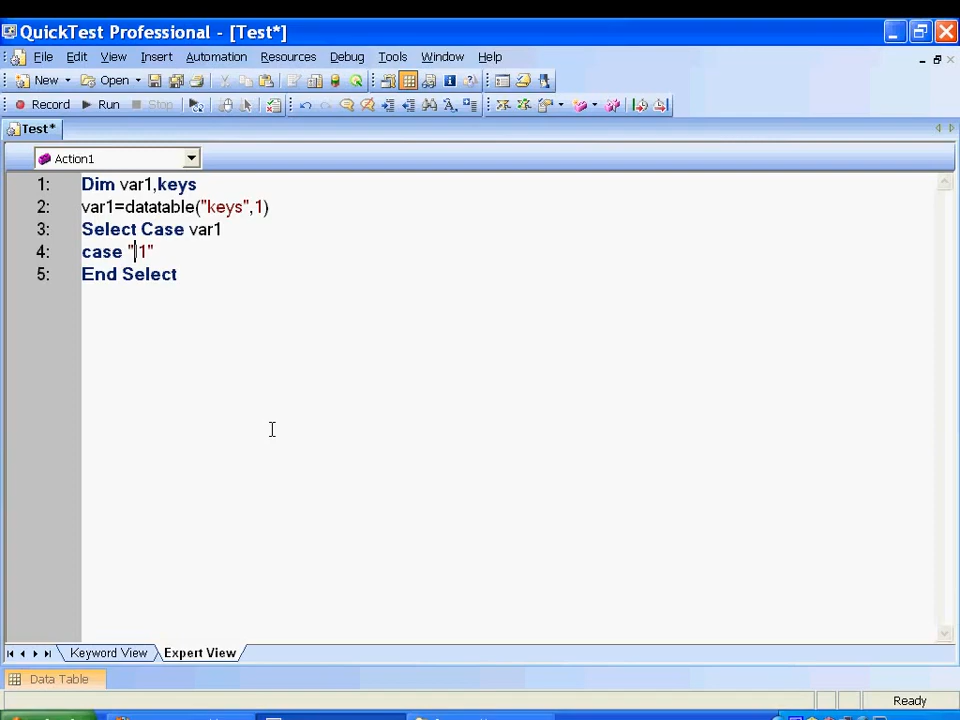 QuickTest Professional - [Test*]
File Edit View Insert Automation Resources Debug Tools Window Help
New Open
Record Run Stop
Test*
Action1
1: Dim var1,keys
2: var1=datatable("keys",1)
3: Select Case var1
4: case "1"
5: End Select
Keyword View Expert View
Data Table
Ready